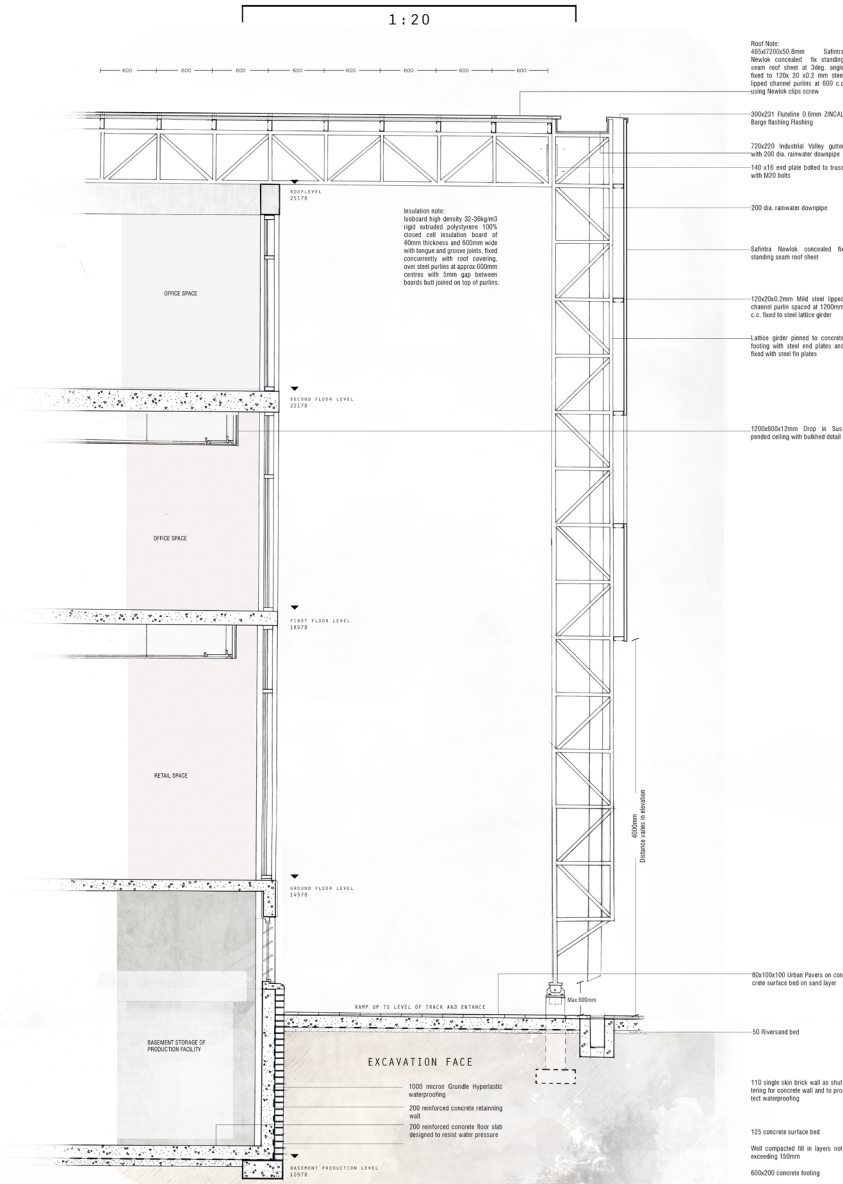 1:20
600 600 600 600 600 600 600 600
Roof Note:
465x/7200x50.8mm Safintra
Newlok concealed fix standing
seam roof sheet at 3deg. angle
fixed to 120x 20 x0.2 mm steel
lipped channel purlins at 600 c.c
using Newlok clips screw
300x231 Fluteline 0.6mm ZINCAL
Barge flashing Flashing
720x220 Industrial Valley gutter
with 200 dia. rainwater downpipe
140 x16 end plate bolted to truss
with M20 bolts
200 dia. rainwater downpipe
Safintra Newlok concealed fix
standing seam roof sheet
120x20x0.2mm Mild steel lipped
channel purlin spaced at 1200mm
c.c. fixed to steel lattice girder
Lattice girder pinned to concrete
footing with steel end plates and
fixed with steel fin plates
1200x600x12mm Drop in Sus-
pended ceiling with bulkhed detail
ROOFLEVEL
25178
Insulation note:
Isoboard high density 32-36kg/m3
rigid extruded polystyrene 100%
closed cell insulation board of
40mm thickness and 600mm wide
with tongue and groove joints, fixed
concurrently with roof covering,
over steel purlins at approx 600mm
centres with 5mm gap between
boards butt joined on top of purlins.
OFFICE SPACE
SECOND FLOOR LEVEL
22178
OFFICE SPACE
FIRST FLOOR LEVEL
18978
RETAIL SPACE
4000mm
Distance varies in elevation
GROUND FLOOR LEVEL
14978
80x100x100 Urban Pavers on con-
crete surface bed on sand layer
Max 600mm
RAMP UP TO LEVEL OF TRACK AND ENTANCE
50 Riversand bed
BASEMENT STORAGE OF
PRODUCTION FACILITY
EXCAVATION FACE
1000 micron Grundle Hyperlastic
waterproofing
200 reinforced concrete retainning
wall
200 reinforced concrete floor slab
designed to resist water pressure
110 single skin brick wall as shut-
tering for concrete wall and to pro-
tect waterproofing
125 concrete surface bed
Well compacted fill in layers not
exceeding 150mm
600x200 concrete footing
BASEMENT PRODUCTION LEVEL
10978